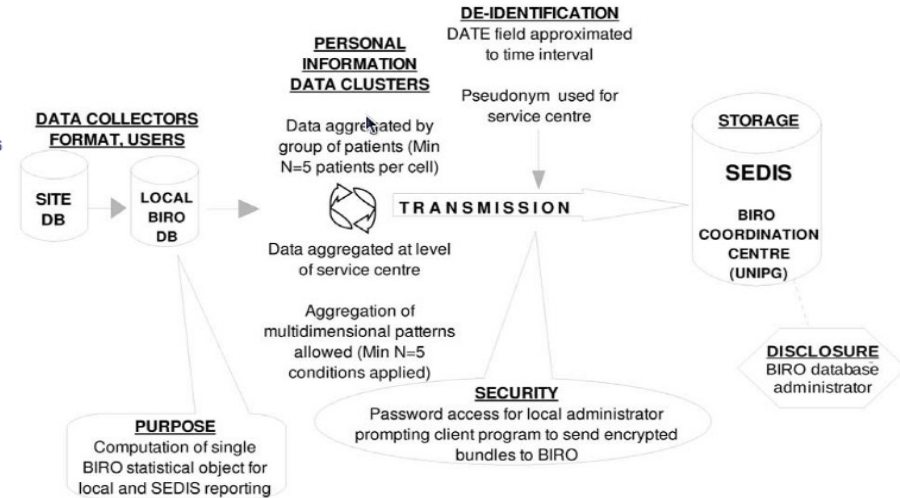 DATA COLLECTORS
FORMAT, USERS
SITE
DB
LOCAL
BIRO
DB
PERSONAL
INFORMATION
DATA CLUSTERS
Data aggregated by
group of patients (Min
N=5 patients per cell)
Data aggregated at level
of service centre
Aggregation of
multidimensional patterns
allowed (Min N=5
conditions applied)
DE-IDENTIFICATION
DATE field approximated
to time interval
Pseudonym used for
service centre
TRANSMISSION
STORAGE
SEDIS
BIRO
COORDINATION
CENTRE
(UNIPG)
DISCLOSURE
BIRO database
administrator
SECURITY
Password access for local administrator
prompting client program to send encrypted
bundles to BIRO
PURPOSE
Computation of single
BIRO statistical object for
local and SEDIS reporting